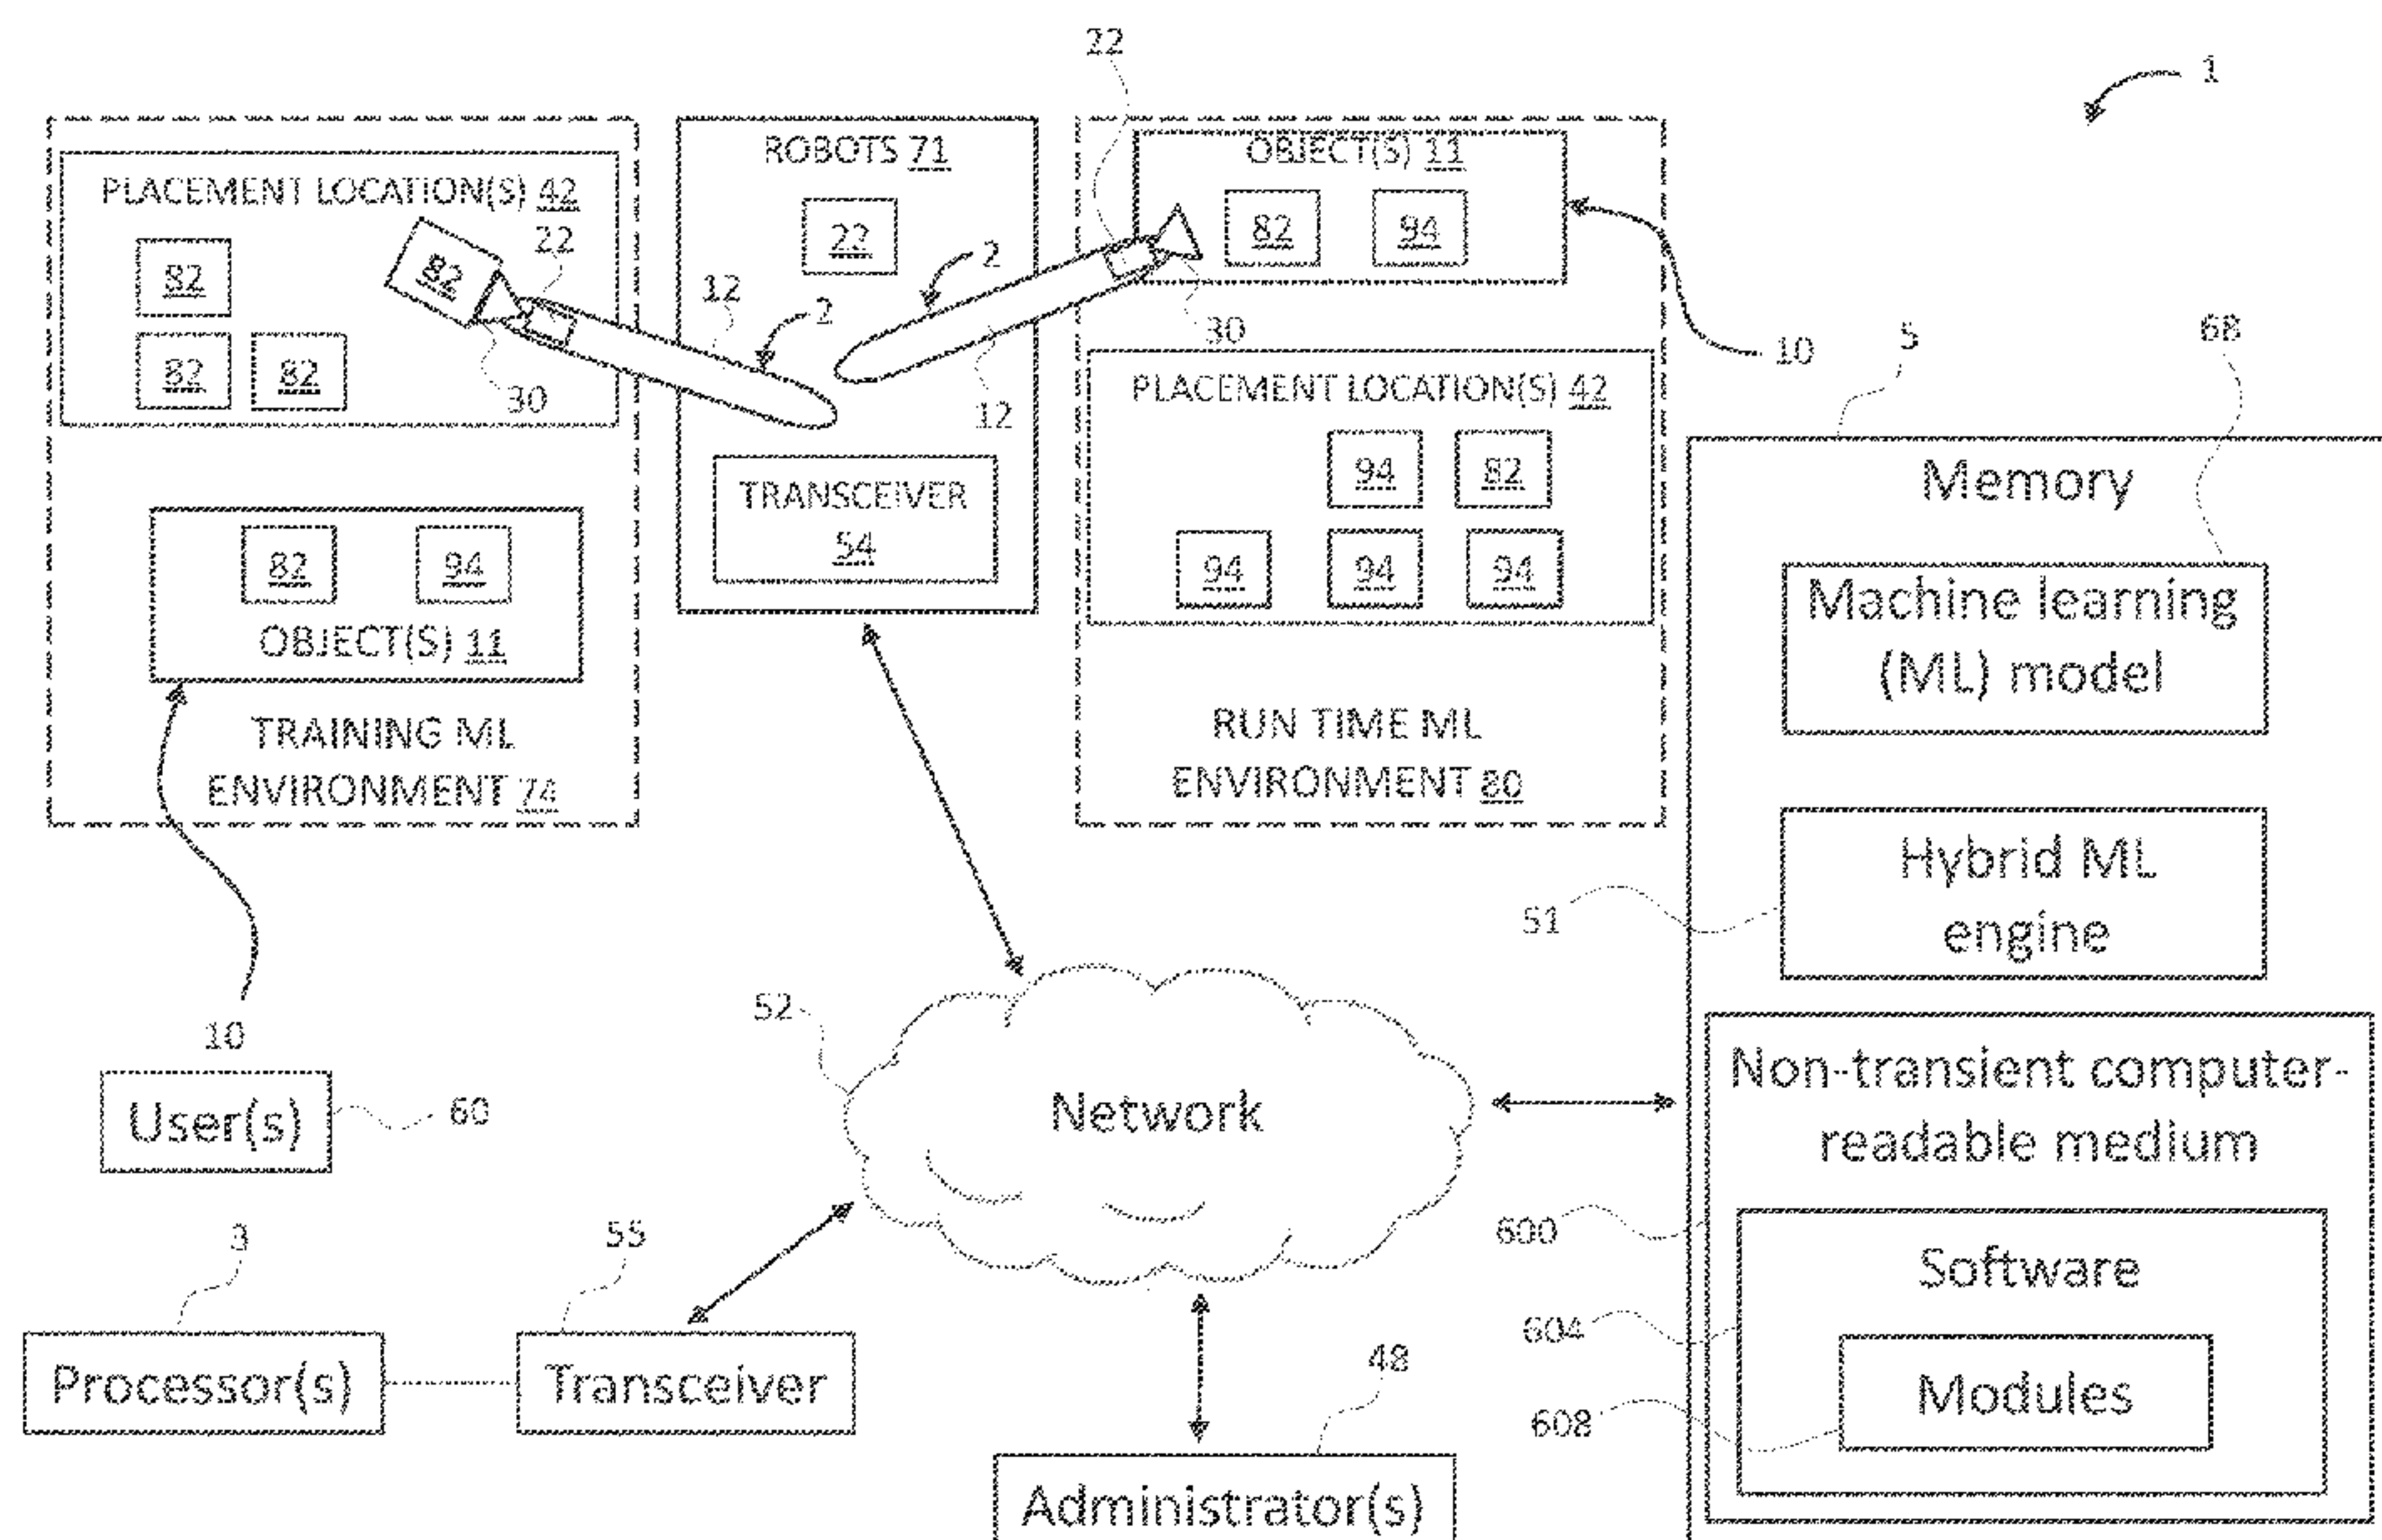 22
1
PLACEMENT LOCATION(S) 42
82
82
82
82
22
30
12
2
ROBOTS 71
22
2
12
TRANSCEIVER
54
OBJECT(S) 11
82
94
30
10
PLACEMENT LOCATION(S) 42
94
82
94
94
94
RUN TIME ML
ENVIRONMENT 80
82
94
OBJECT(S) 11
TRAINING ML
ENVIRONMENT 74
10
User(s)
60
5
68
Memory
Machine learning
(ML) model
Hybrid ML
engine
51
52
Network
Non-transient computer-
readable medium
600
Software
604
Modules
608
3
Processor(s)
55
Transceiver
48
Administrator(s)